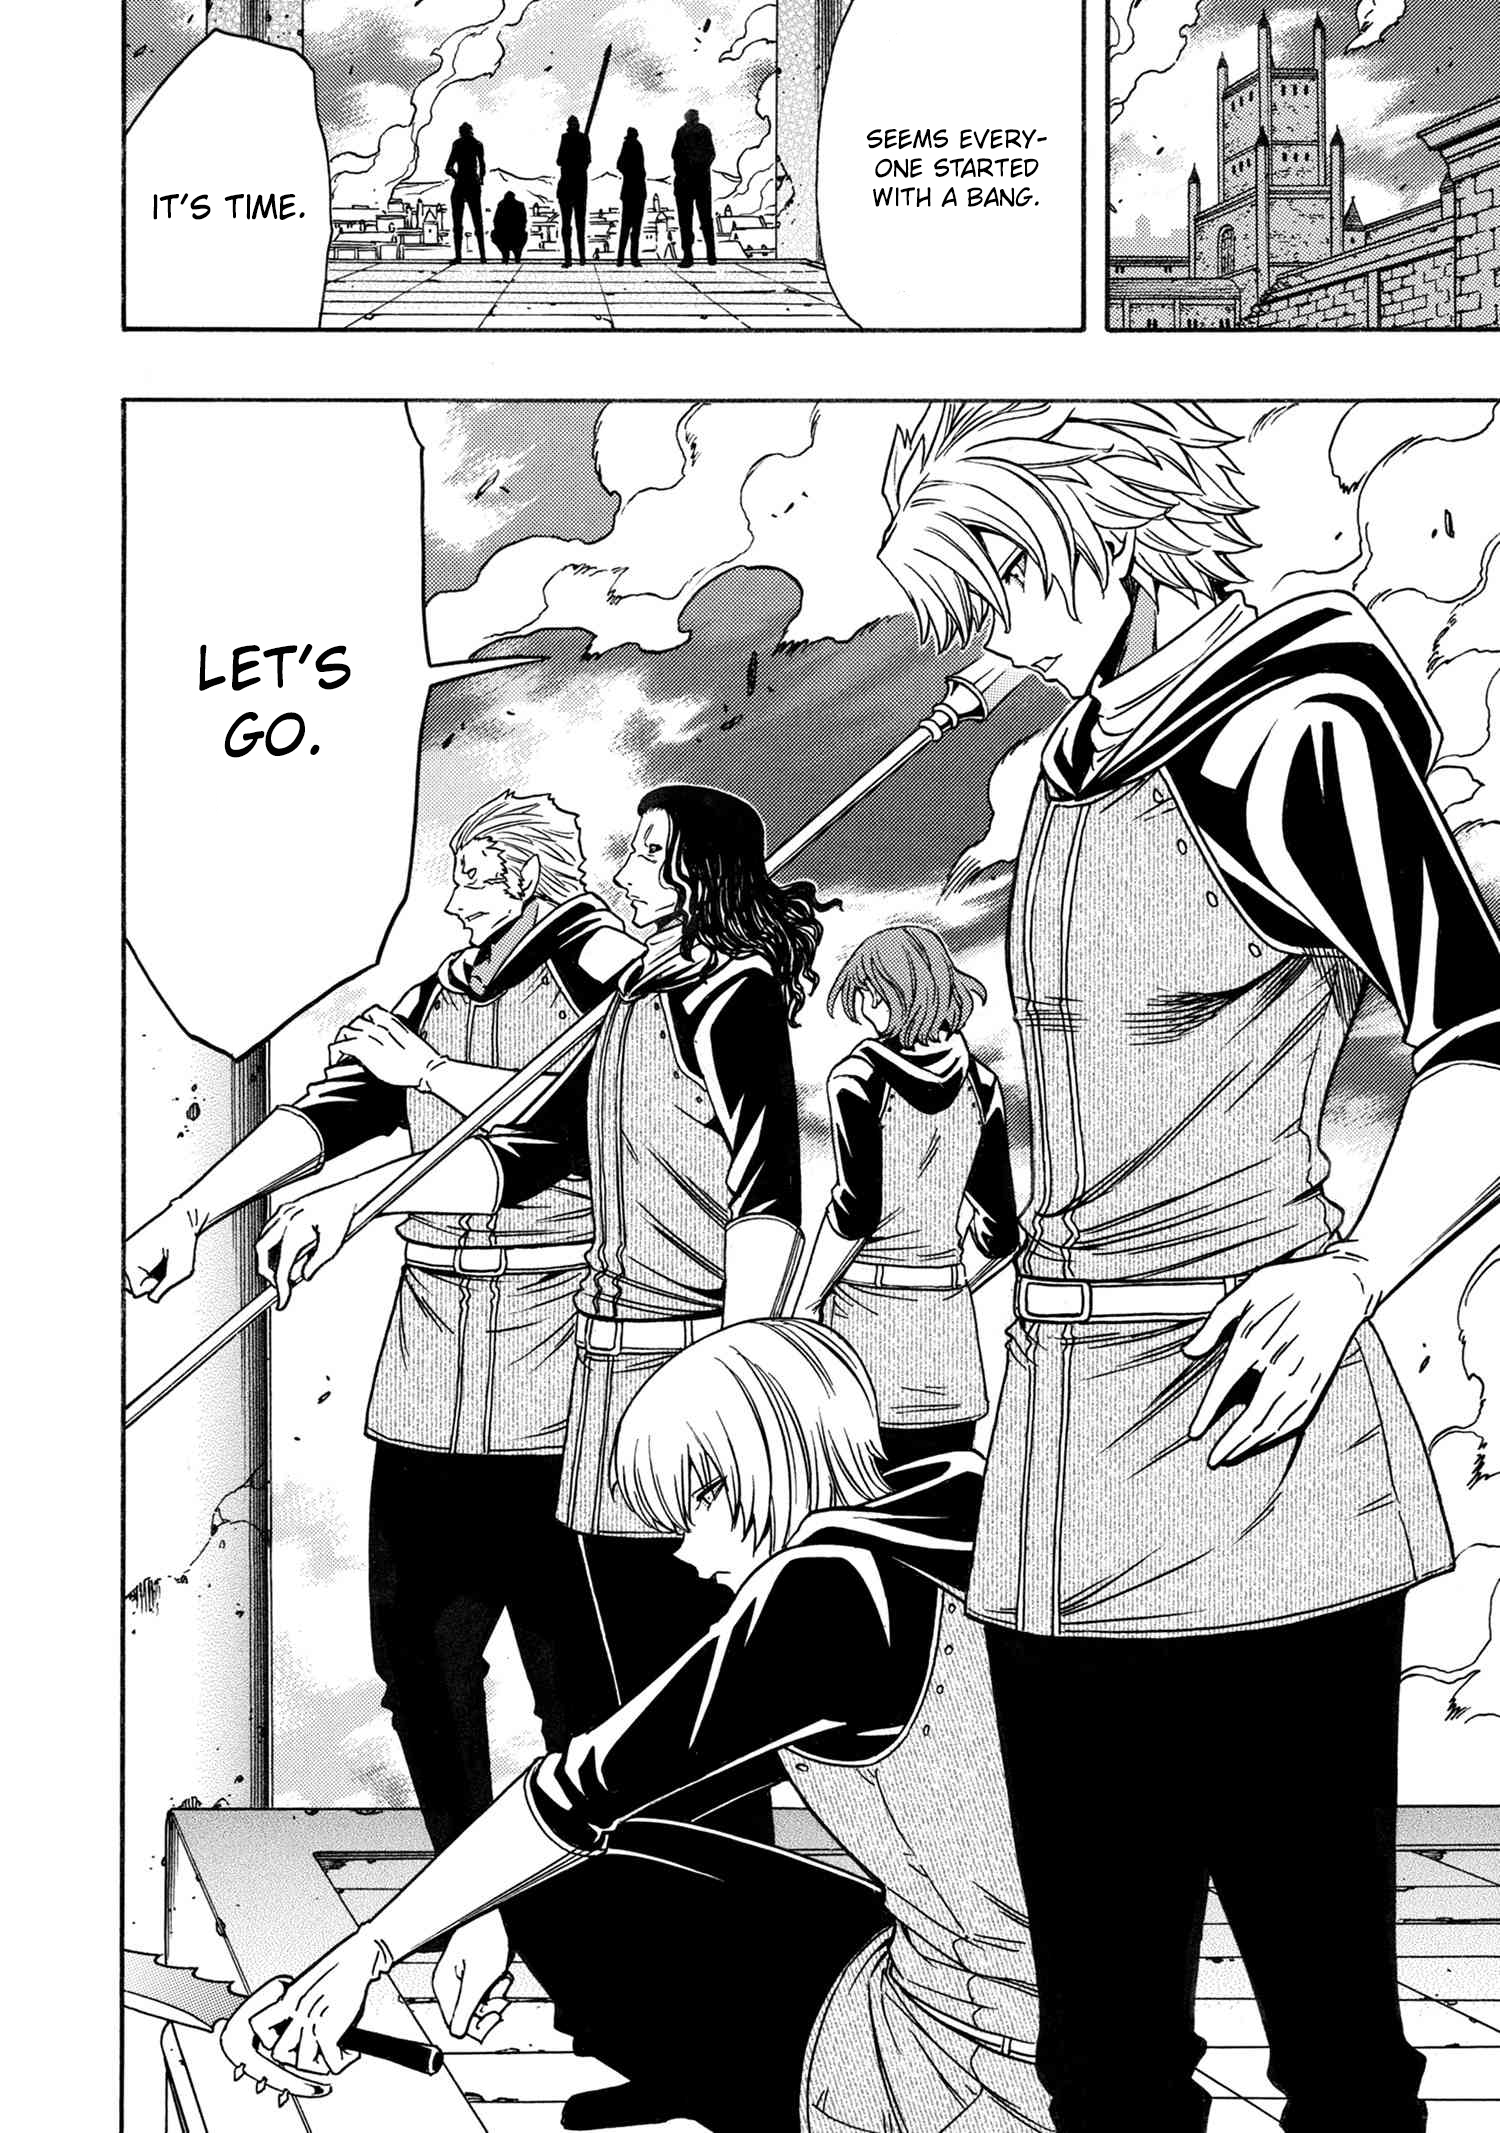 SEEMS EVERY-
ONE STARTED
WITH A BANG.
IT'S TIME.
LET'S
GO.